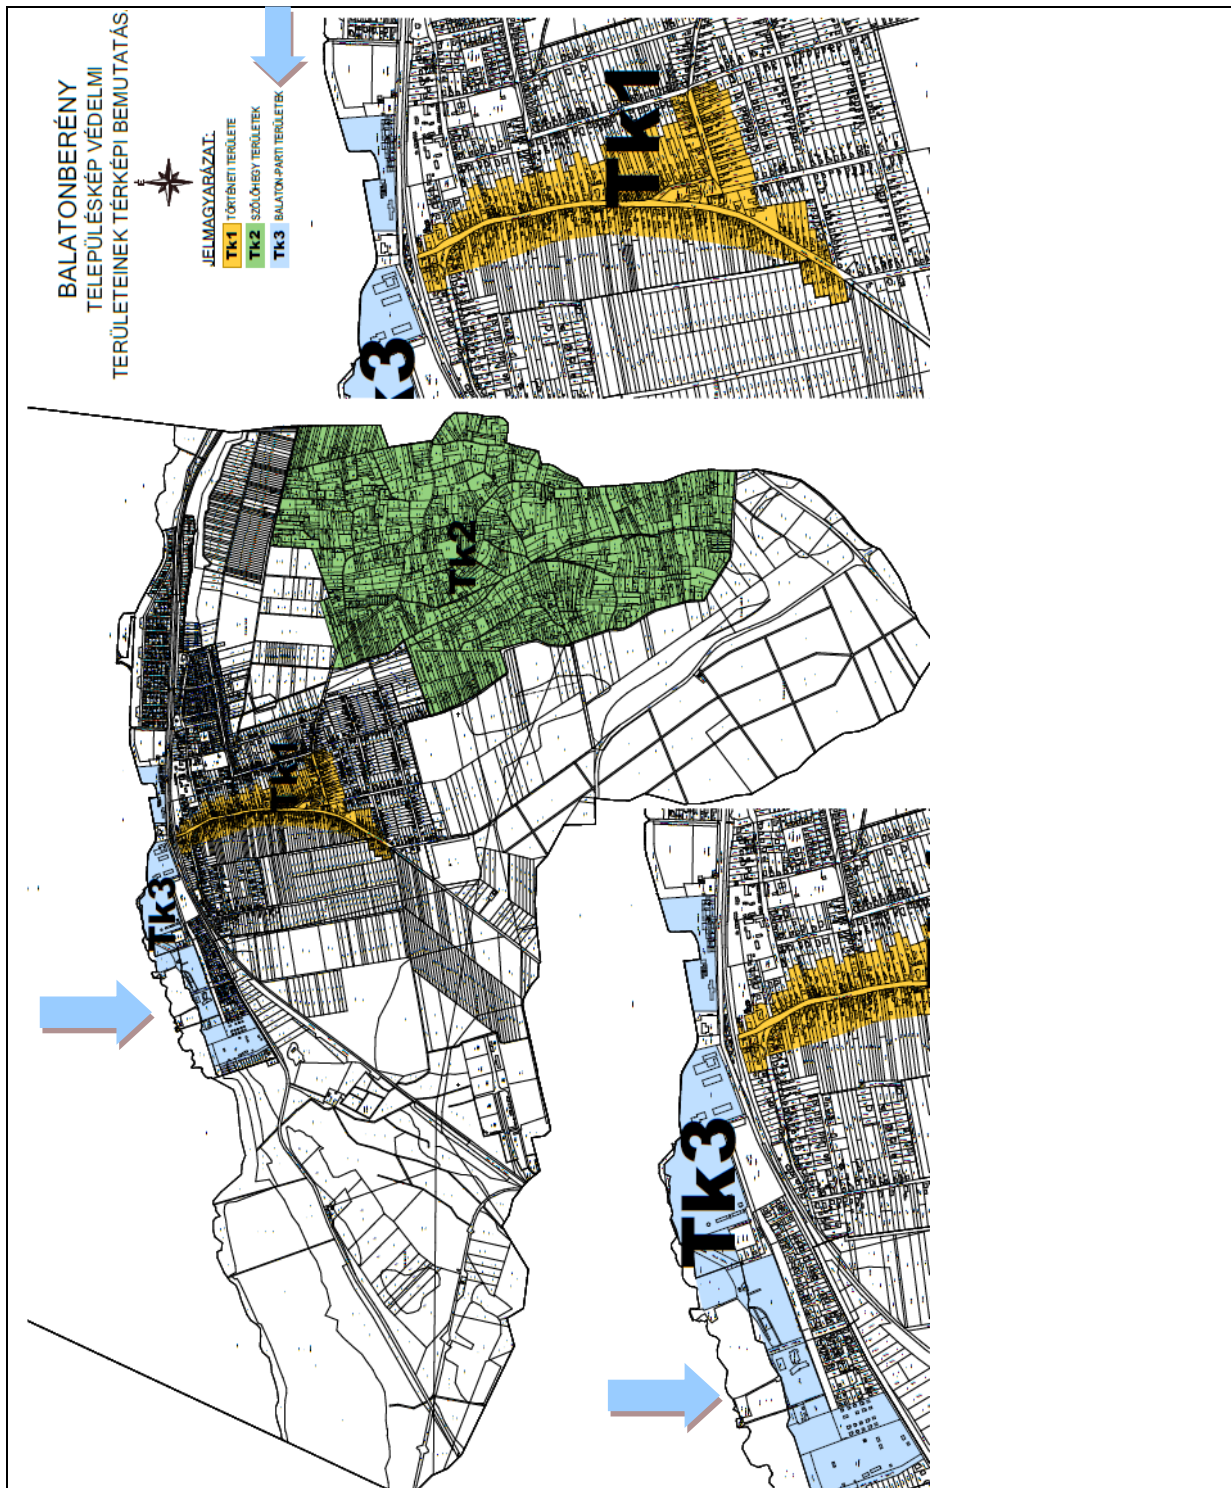 BALATONBERÉNY
TELEPÜLÉSKÉP VÉDELMI
TERÜLETEINEK TÉRKÉPI BEMUTATÁS.
É
JELMAGYARÁZAT:
Tk1 TÖRTÉNETI TERÜLETE
Tk2 SZŐLŐHEGY TERÜLETEK
Tk3 BALATON-PARTI TERÜLETEK
Tk1
k3
Tk2
Tk1
Tk3
Tk3